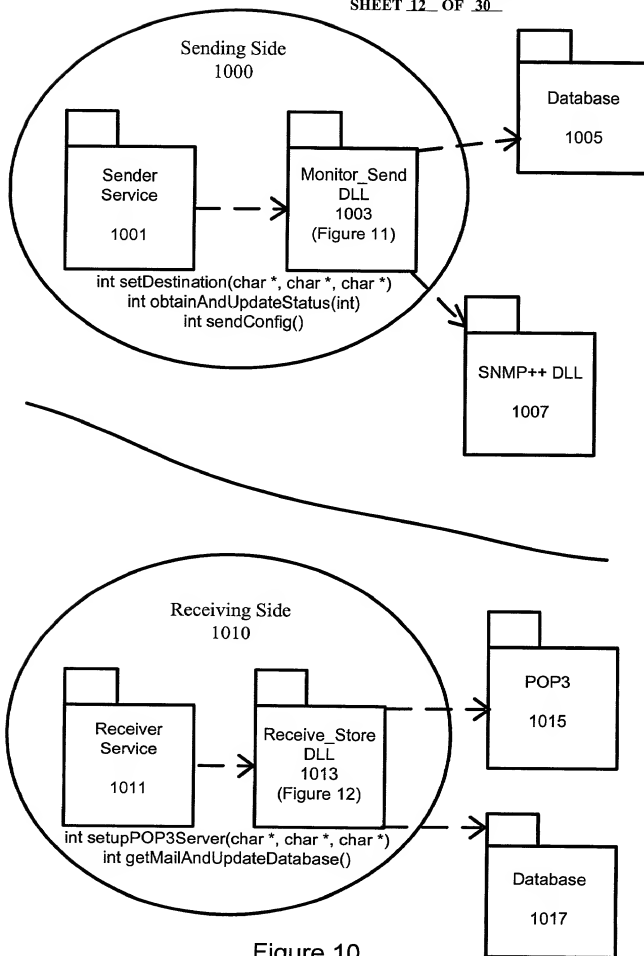 SHEET 12 OF 30
Sending Side
1000
Database
1005
Sender
Service
1001
Monitor_Send
DLL
1003
(Figure 11)
int setDestination(char *, char *, char *)
int obtainAndUpdateStatus(int)
int sendConfig()
SNMP++ DLL
1007
Receiving Side
1010
POP3
1015
Receiver
Service
1011
Receive_Store
DLL
1013
(Figure 12)
int setupPOP3Server(char *, char *, char *)
int getMailAndUpdateDatabase()
Database
1017
Figure 10